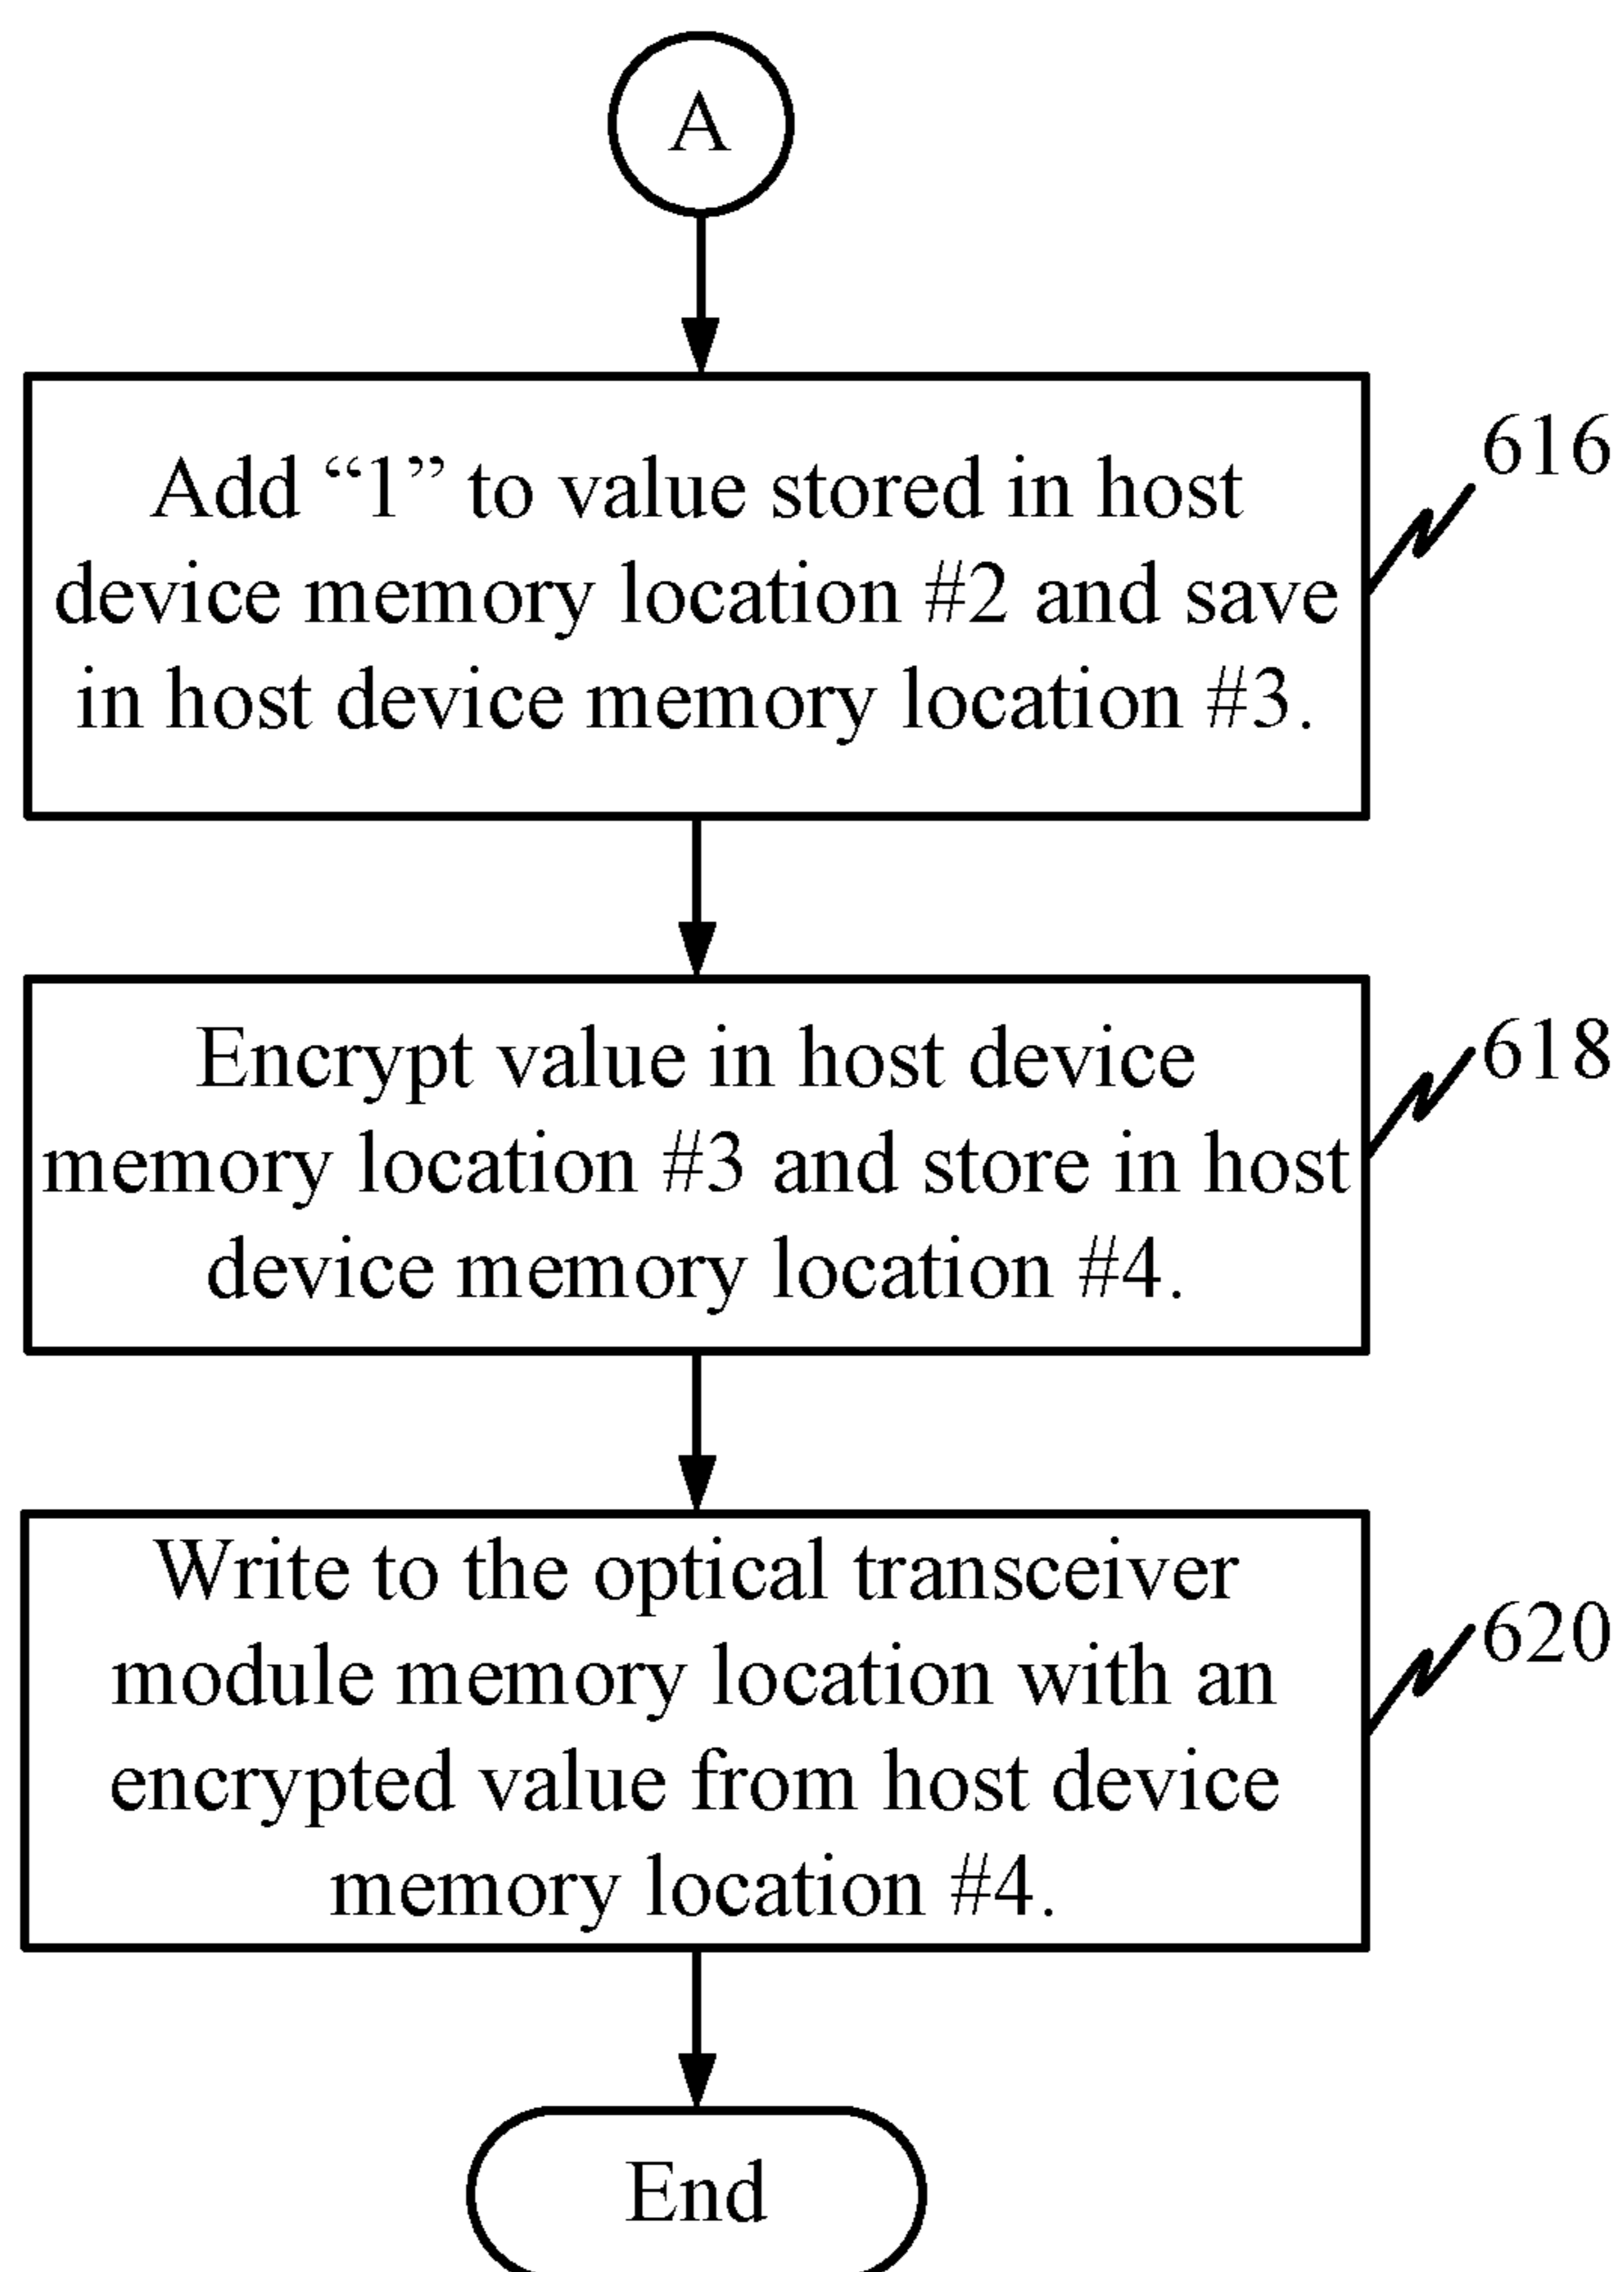 A
Add “1” to value stored in host
device memory location #2 and save
in host device memory location #3.
616
Encrypt value in host device
memory location #3 and store in host
device memory location #4.
618
Write to the optical transceiver
module memory location with an
encrypted value from host device
memory location #4.
620
End